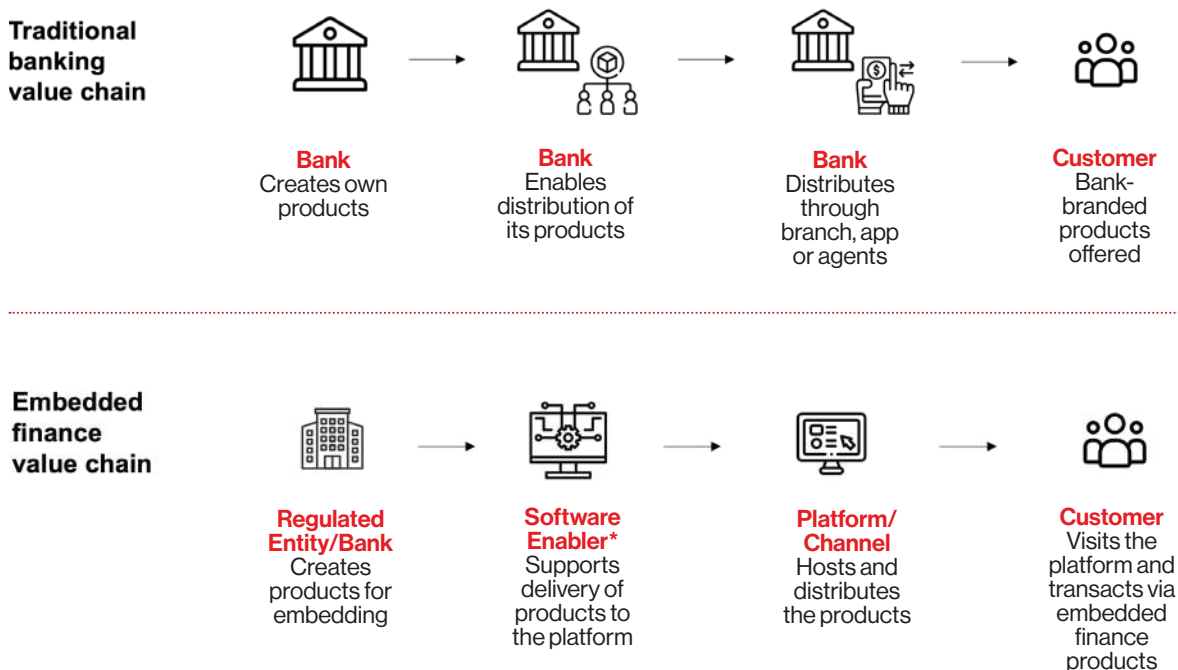 Traditional
banking
value chain
Bank
Creates own
products
Bank
Enables
distribution of
its products
Bank
Distributes
through
branch, app
or agents
Customer
Bank-
branded
products
offered
Embedded
finance
value chain
Regulated
Entity/Bank
Creates
products for
embedding
Software
Enabler*
Supports
delivery of
products to
the platform
Platform/
Channel
Hosts and
distributes
the products
Customer
Visits the
platform and
transacts via
embedded
finance
products